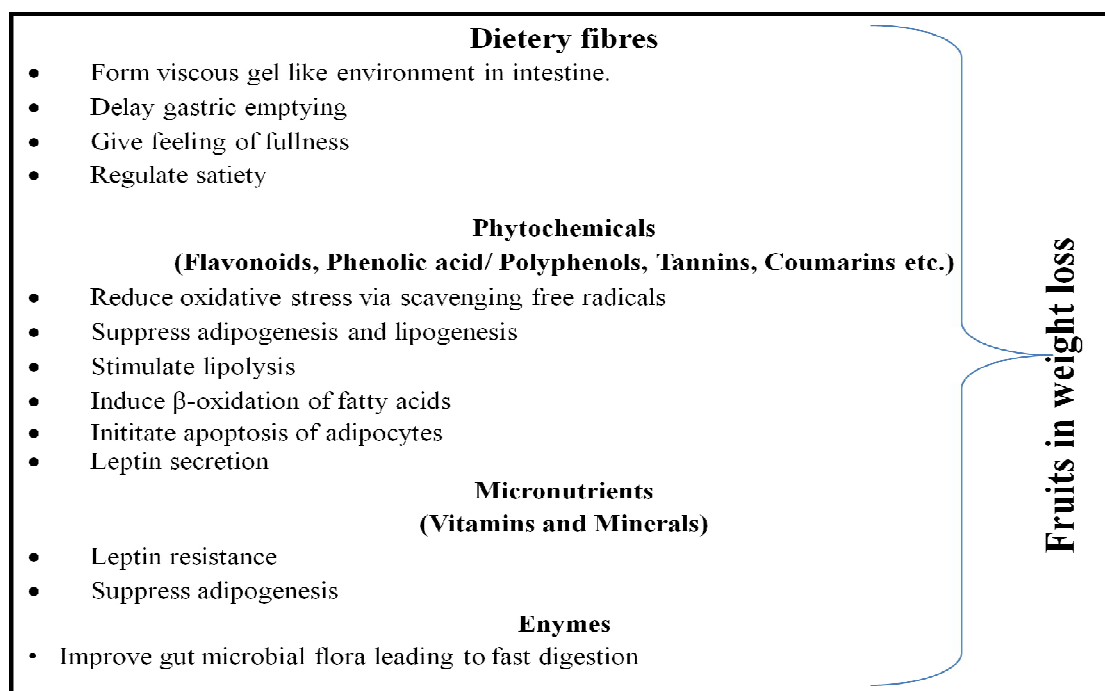 Dietery fibres
• Form viscous gel like environment in intestine.
• Delay gastric emptying
• Give feeling of fullness
• Regulate satiety
Phytochemicals
(Flavonoids, Phenolic acid/ Polyphenols, Tannins, Coumarins etc.)
• Reduce oxidative stress via scavenging free radicals
• Suppress adipogenesis and lipogenesis
• Stimulate lipolysis
• Induce β-oxidation of fatty acids
• Inititate apoptosis of adipocytes
• Leptin secretion
Micronutrients
(Vitamins and Minerals)
• Leptin resistance
• Suppress adipogenesis
Enymes
• Improve gut microbial flora leading to fast digestion
Fruits in weight loss